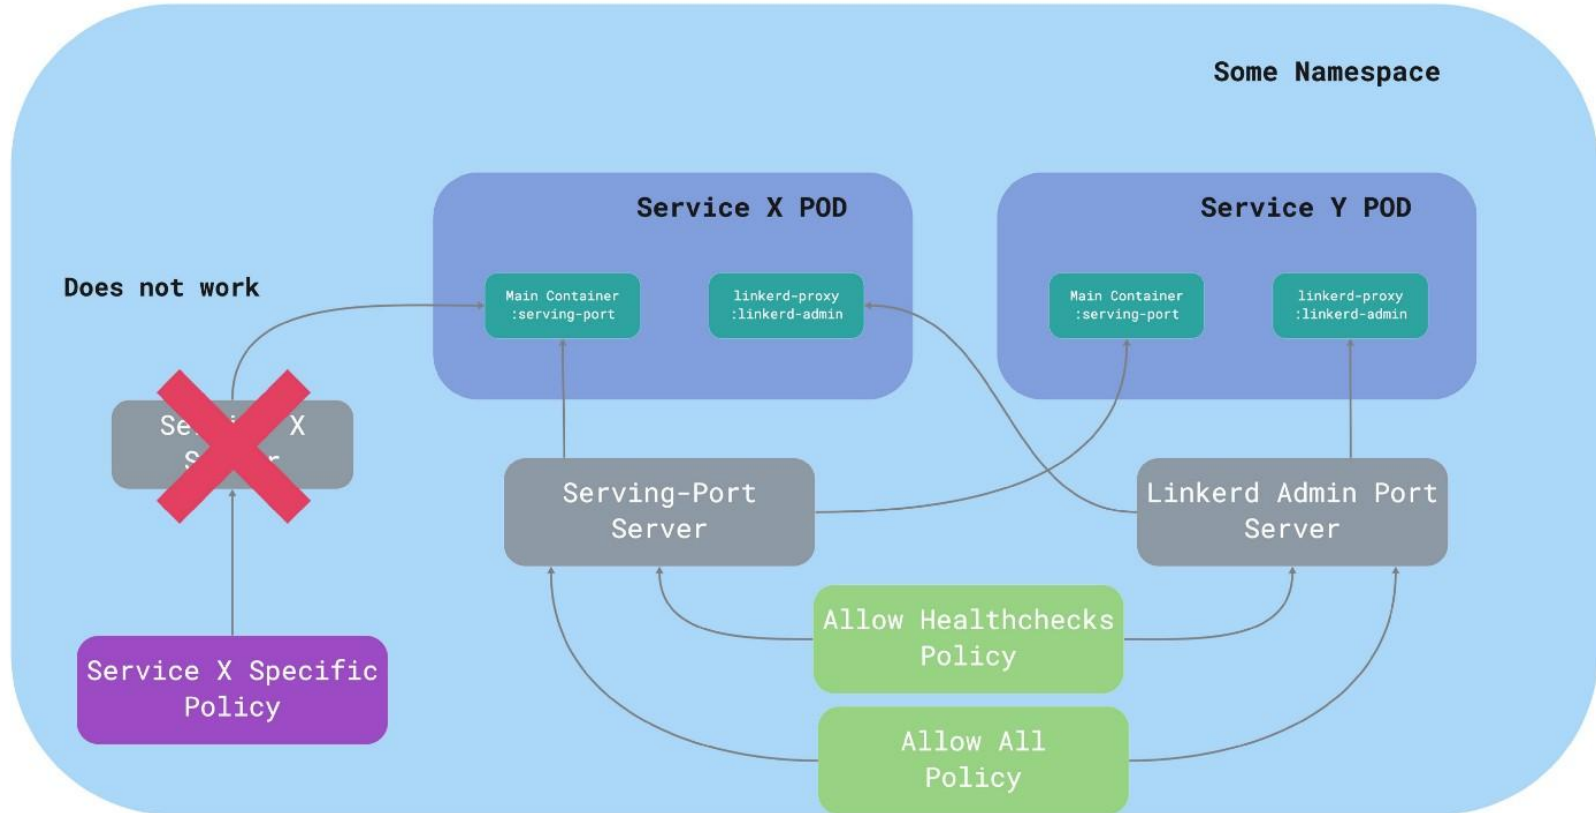 Some Namespace
Service X POD
Service Y POD
Does not work
Main Container
:serving-port
linkerd-proxy
:linkerd-admin
Main Container
:serving-port
linkerd-proxy
:linkerd-admin
X
Serving-Port
Server
Linkerd Admin Port
Server
Allow Healthchecks
Policy
Service X Specific
Policy
Allow All
Policy